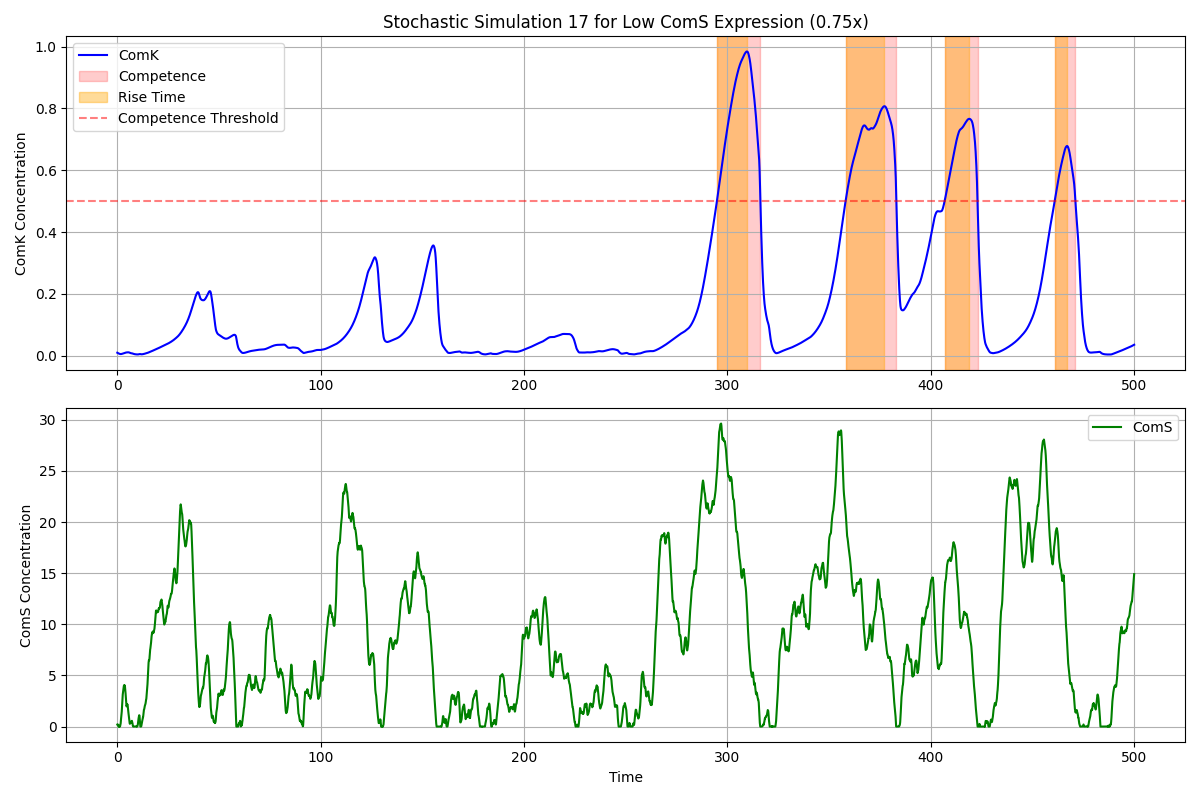 Stochastic Simulation 17 for Low ComS Expression (0.75x)
ComK Concentration
1.0
0.8
0.6
0.4
0.2
0.0
ComK
Competence
Rise Time
Competence Threshold
0 100 200 300 400 500
ComS Concentration
30
25
20
15
10
5
0
ComS
0 100 200 300 400 500
Time